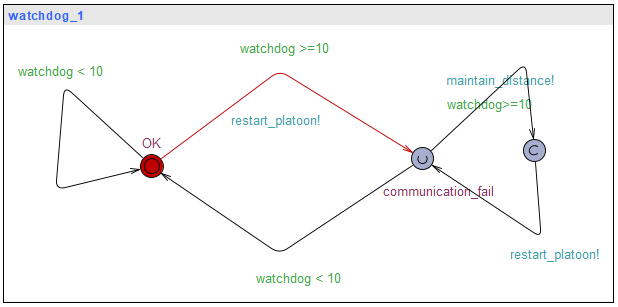 watchdog_1
watchdog >=10
watchdog < 10
maintain_distance!
watchdog>=10
restart_platoon!
OK
U
C
communication_fail
restart_platoon!
watchdog < 10